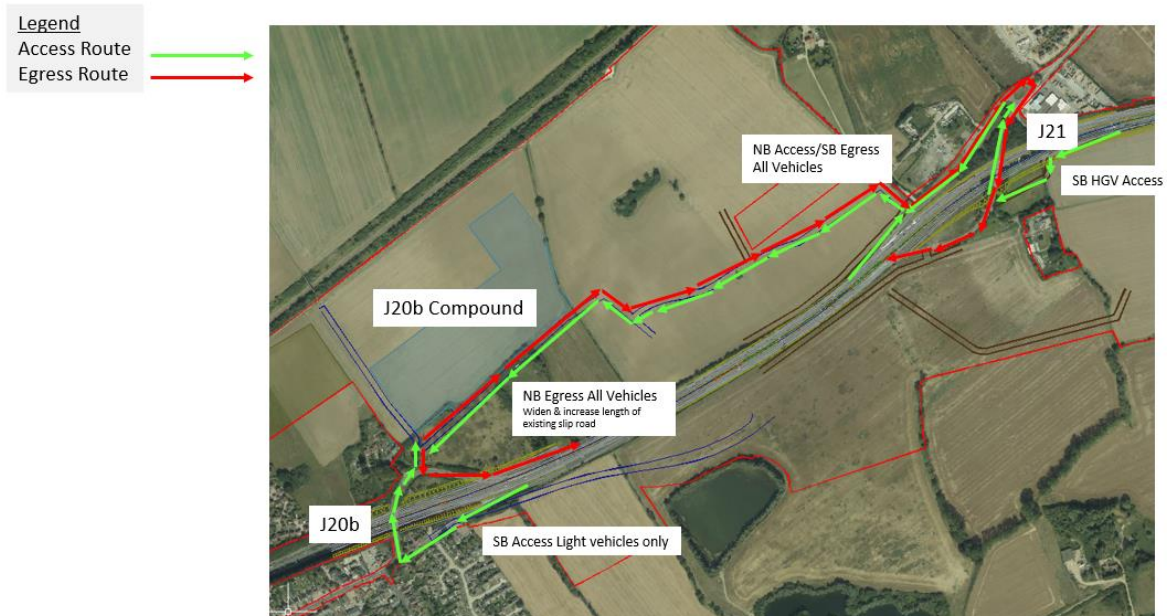 Legend
Access Route
Egress Route
NB Access/SB Egress
All Vehicles
J21
SB HGV Access
J20b Compound
NB Egress All Vehicles
Widen & increase length of
existing slip road
J20b
SB Access Light vehicles only